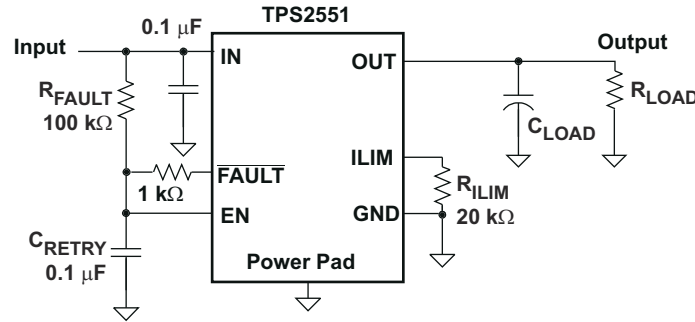 TPS2551
Input
0.1 μF
IN
OUT
Output
R_FAULT
100 kΩ
R_LOAD
C_LOAD
ILIM
FAULT
1 kΩ
R_ILIM
20 kΩ
EN
GND
C_RETRY
0.1 μF
Power Pad